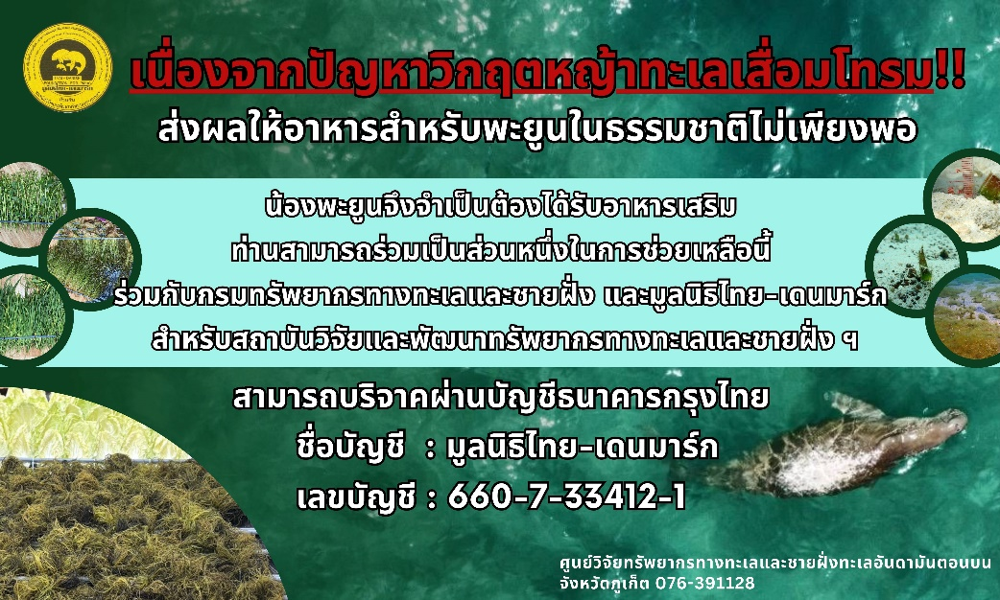 เนื่องจากปัญหาวิกฤตหญ้าทะเลเสื่อมโทรม!!
ส่งผลให้อาหารสำหรับพะยูนในธรรมชาติไม่เพียงพอ
น้องพะยูนจึงจำเป็นต้องได้รับอาหารเสริม
ท่านสามารถร่วมเป็นส่วนหนึ่งในการช่วยเหลือนี้
ร่วมกับกรมทรัพยากรทางทะเลและชายฝั่ง และมูลนิธิไทย-เดนมาร์ก
สำหรับสถาบันวิจัยและพัฒนาทรัพยากรทางทะเลและชายฝั่ง ฯ
สามารถบริจาคผ่านบัญชีธนาคารกรุงไทย
ชื่อบัญชี : มูลนิธิไทย-เดนมาร์ก
เลขบัญชี : 660-7-33412-1
ศูนย์วิจัยทรัพยากรทางทะเลและชายฝั่งทะเลอันดามันตอนบน
จังหวัดภูเก็ต 076-391128